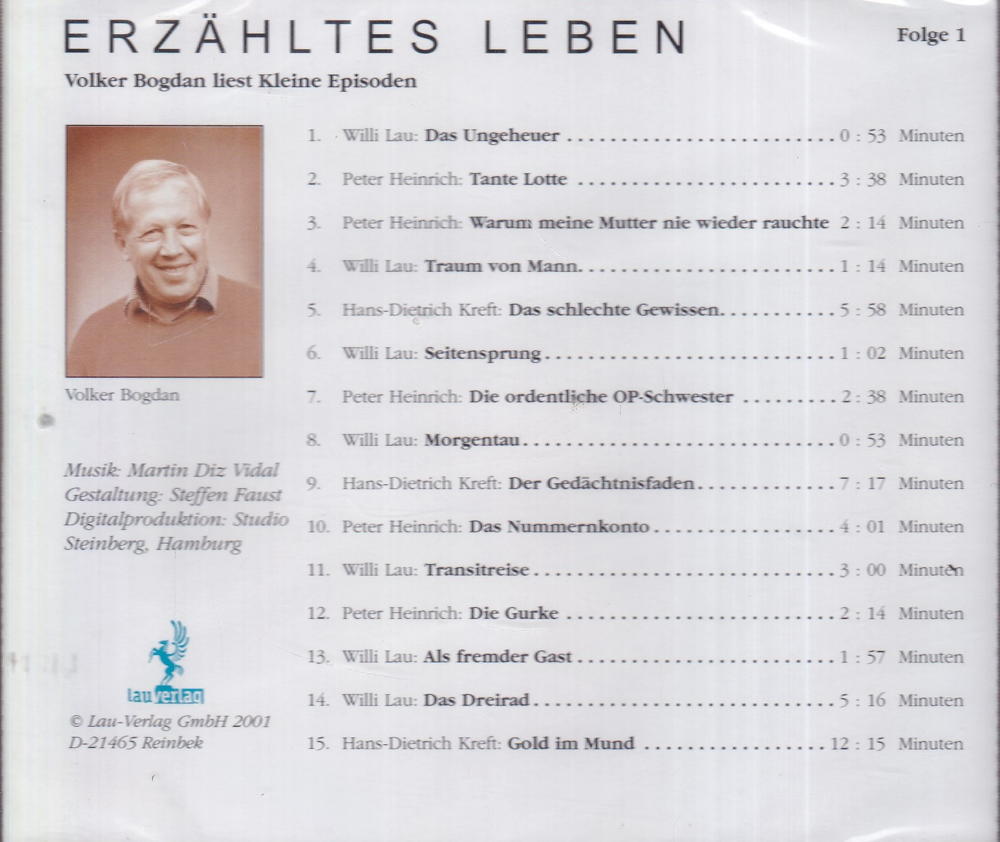 ERZÄHLTES LEBEN
Folge 1
Volker Bogdan liest Kleine Episoden
1. Willi Lau: Das Ungeheuer ........................ 0 : 53 Minuten
2. Peter Heinrich: Tante Lotte ........................ 3 : 38 Minuten
3. Peter Heinrich: Warum meine Mutter nie wieder rauchte 2 : 14 Minuten
4. Willi Lau: Traum von Mann........................ 1 : 14 Minuten
5. Hans-Dietrich Kreft: Das schlechte Gewissen........... 5 : 58 Minuten
6. Willi Lau: Seitensprung........................... 1 : 02 Minuten
7. Peter Heinrich: Die ordentliche OP-Schwester ......... 2 : 38 Minuten
8. Willi Lau: Morgentau............................. 0 : 53 Minuten
9. Hans-Dietrich Kreft: Der Gedächtnisfaden............. 7 : 17 Minuten
10. Peter Heinrich: Das Nummernkonto ................. 4 : 01 Minuten
11. Willi Lau: Transitreise ............................ 3 : 00 Minuten
12. Peter Heinrich: Die Gurke ......................... 2 : 14 Minuten
13. Willi Lau: Als fremder Gast ........................ 1 : 57 Minuten
14. Willi Lau: Das Dreirad............................ 5 : 16 Minuten
15. Hans-Dietrich Kreft: Gold im Mund ................. 12 : 15 Minuten
Volker Bogdan
Musik: Martin Diz Vidal
Gestaltung: Steffen Faust
Digitalproduktion: Studio
Steinberg, Hamburg
lauverlag
© Lau-Verlag GmbH 2001
D-21465 Reinbek